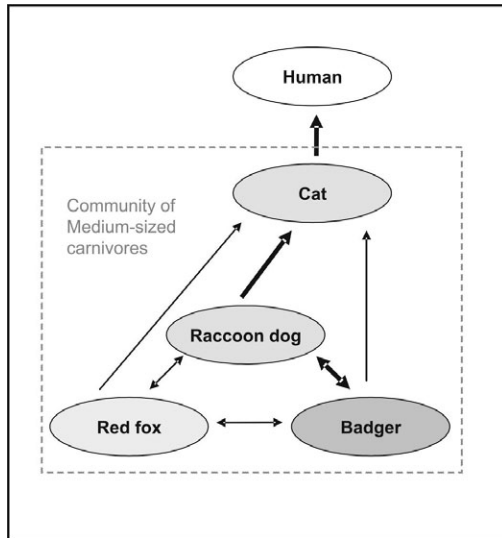 Human
Cat
Community of
Medium-sized
carnivores
Raccoon dog
Red fox
Badger